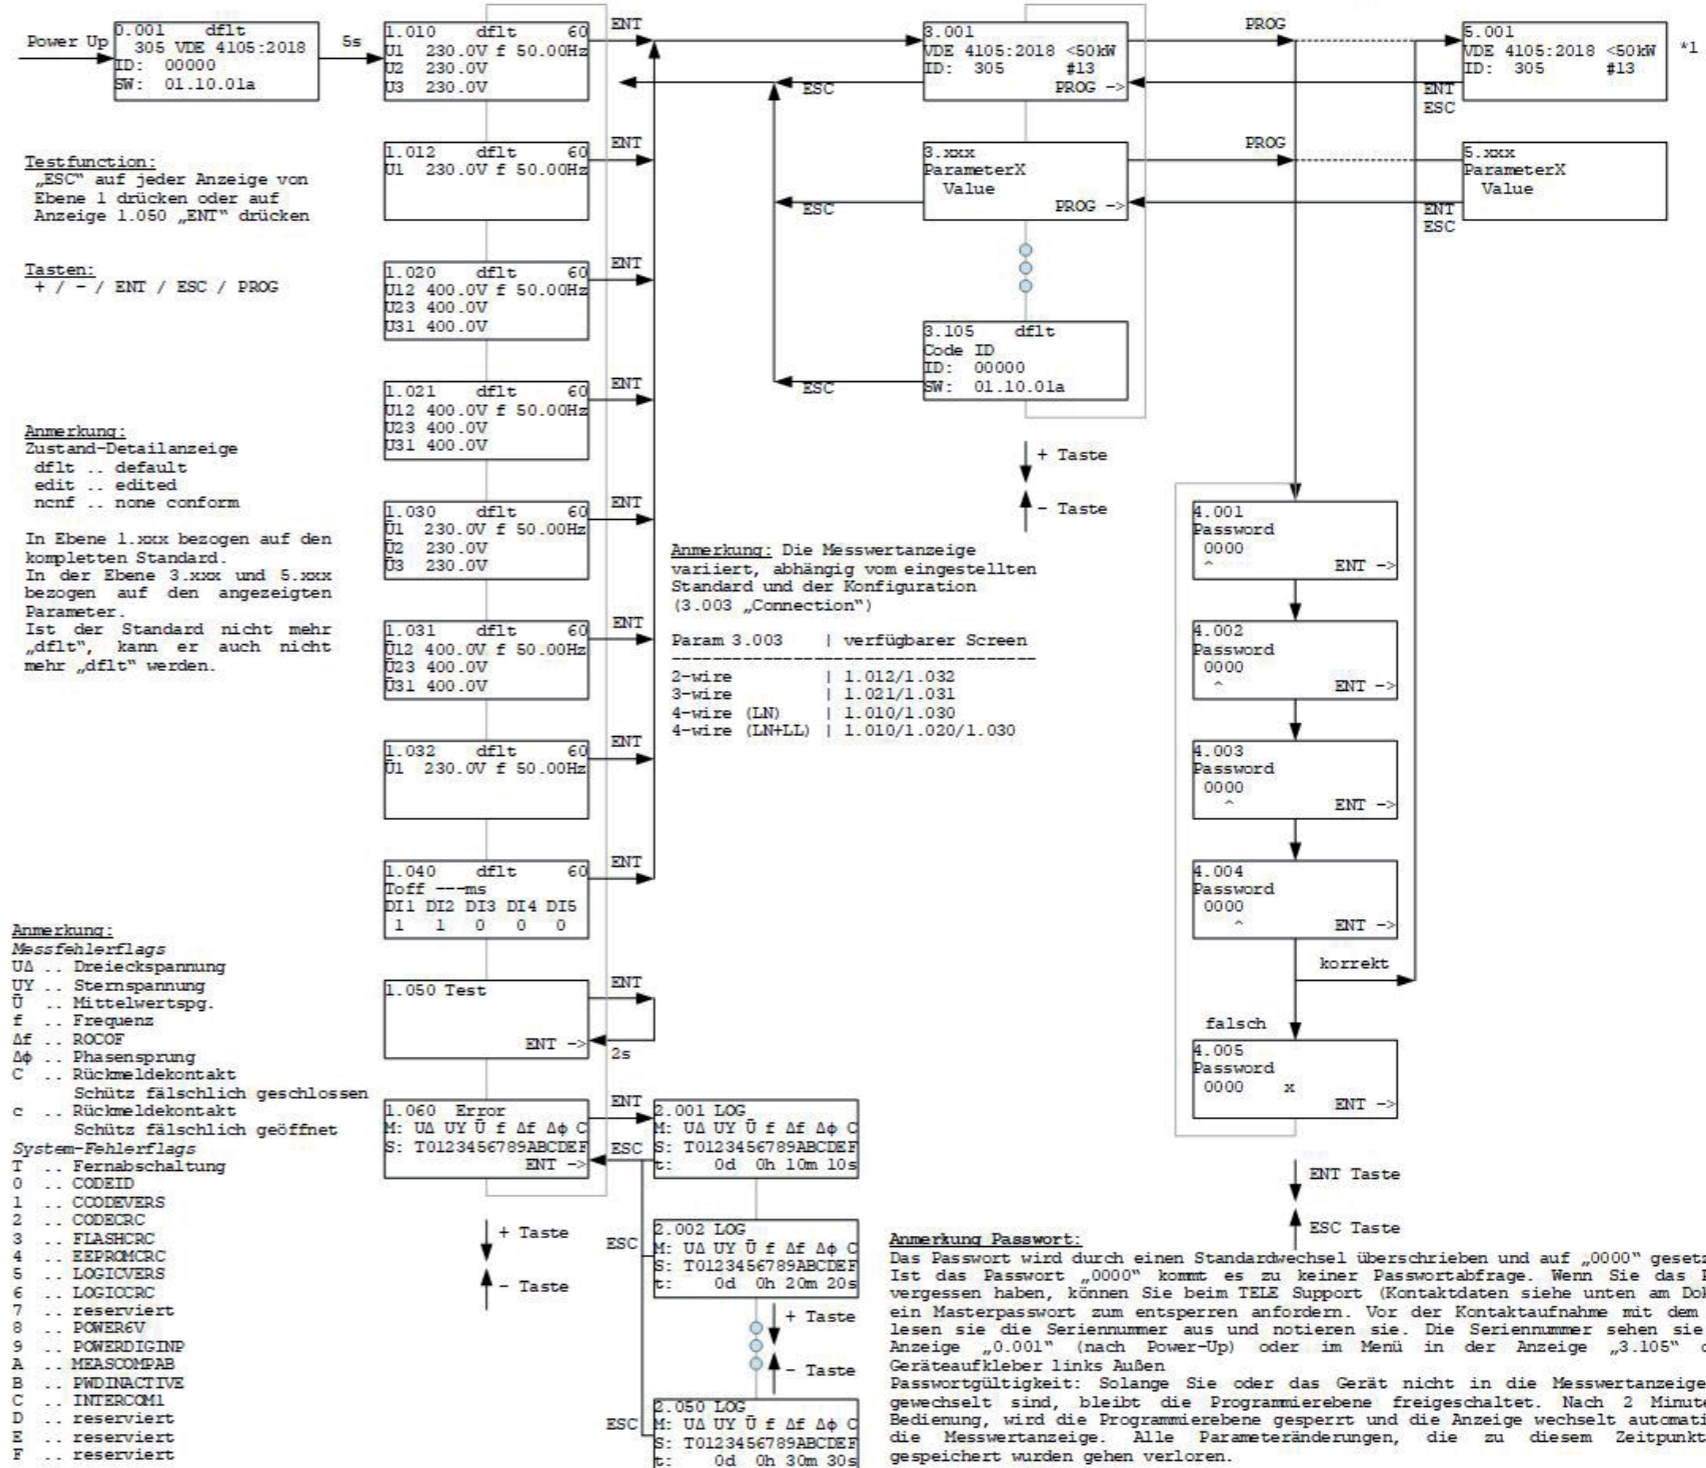 Power Up
0.001 dflt
305 VDE 4105:2018
ID: 00000
SW: 01.10.01a
5s
1.010 dflt 60
U1 230.0V f 50.00Hz
U2 230.0V
U3 230.0V
ENT
3.001
VDE 4105:2018 <50kW
ID: 305 #13
PROG ->
ESC
PROG
5.001
VDE 4105:2018 <50kW
ID: 305 #13
*1
ENT
ESC
Testfunction:
„ESC" auf jeder Anzeige von
Ebene 1 drücken oder auf
Anzeige 1.050 „ENT" drücken
1.012 dflt 60
U1 230.0V f 50.00Hz
ENT
3.xxx
ParameterX
Value
PROG ->
ESC
PROG
5.xxx
ParameterX
Value
ENT
ESC
Tasten:
+ / - / ENT / ESC / PROG
1.020 dflt 60
U12 400.0V f 50.00Hz
U23 400.0V
U31 400.0V
ENT
3.105 dflt
Code ID
ID: 00000
SW: 01.10.01a
ESC
1.021 dflt 60
U12 400.0V f 50.00Hz
U23 400.0V
U31 400.0V
ENT
+ Taste
- Taste
Anmerkung:
Zustand-Detailanzeige
dflt .. default
edit .. edited
ncnf .. none conform
In Ebene 1.xxx bezogen auf den
kompletten Standard.
In der Ebene 3.xxx und 5.xxx
bezogen auf den angezeigten
Parameter.
Ist der Standard nicht mehr
„dflt", kann er auch nicht
mehr „dflt" werden.
1.030 dflt 60
Ū1 230.0V f 50.00Hz
Ū2 230.0V
Ū3 230.0V
ENT
1.031 dflt 60
Ū12 400.0V f 50.00Hz
Ū23 400.0V
Ū31 400.0V
ENT
1.032 dflt 60
Ū1 230.0V f 50.00Hz
ENT
Anmerkung: Die Messwertanzeige
variiert, abhängig vom eingestellten
Standard und der Konfiguration
(3.003 „Connection")
Param 3.003 | verfügbarer Screen
------------------------------------
2-wire | 1.012/1.032
3-wire | 1.021/1.031
4-wire (LN) | 1.010/1.030
4-wire (LN+LL) | 1.010/1.020/1.030
4.001
Password
0000
^
ENT ->
4.002
Password
0000
^
ENT ->
4.003
Password
0000
^
ENT ->
4.004
Password
0000
^
ENT ->
korrekt
falsch
4.005
Password
0000 x
ENT ->
ENT Taste
ESC Taste
1.040 dflt 60
Toff ---ms
DI1 DI2 DI3 DI4 DI5
1 1 0 0 0
ENT
1.050 Test
ENT ->
ENT
2s
1.060 Error
M: UΔ UY Ū f Δf Δϕ C
S: T0123456789ABCDEF
ENT ->
ENT
ESC
2.001 LOG
M: UΔ UY Ū f Δf Δϕ C
S: T0123456789ABCDEF
t: 0d 0h 10m 10s
+ Taste
- Taste
ESC
2.002 LOG
M: UΔ UY Ū f Δf Δϕ C
S: T0123456789ABCDEF
t: 0d 0h 20m 20s
+ Taste
- Taste
ESC
2.050 LOG
M: UΔ UY Ū f Δf Δϕ C
S: T0123456789ABCDEF
t: 0d 0h 30m 30s
Anmerkung:
Messfehlerflags
UΔ .. Dreieckspannung
UY .. Sternspannung
Ū .. Mittelwertspg.
f .. Frequenz
Δf .. ROCOF
Δϕ .. Phasensprung
C .. Rückmeldekontakt
Schütz fälschlich geschlossen
c .. Rückmeldekontakt
Schütz fälschlich geöffnet
System-Fehlerflags
T .. Fernabschaltung
0 .. CODEID
1 .. CCODEVERS
2 .. CODECRC
3 .. FLASHCRC
4 .. EEPROMCRC
5 .. LOGICVERS
6 .. LOGICCRC
7 .. reserviert
8 .. POWER6V
9 .. POWERDIGINP
A .. MEASCOMPAB
B .. PWDINACTIVE
C .. INTERCOM1
D .. reserviert
E .. reserviert
F .. reserviert
Anmerkung Passwort:
Das Passwort wird durch einen Standardwechsel überschrieben und auf „0000" gesetz
Ist das Passwort „0000" kommt es zu keiner Passwortabfrage. Wenn Sie das
vergessen haben, können Sie beim TELE Support (Kontaktdaten siehe unten am Dok
ein Masterpasswort zum entsperren anfordern. Vor der Kontaktaufnahme mit dem
lesen sie die Seriennummer aus und notieren sie. Die Seriennummer sehen sie
Anzeige „0.001" (nach Power-Up) oder im Menü in der Anzeige „3.105"
Geräteaufkleber links Außen
Passwortgültigkeit: Solange Sie oder das Gerät nicht in die Messwertanzeige
gewechselt sind, bleibt die Programmierebene freigeschaltet. Nach 2 Minute
Bedienung, wird die Programmierebene gesperrt und die Anzeige wechselt automati
die Messwertanzeige. Alle Parameteränderungen, die zu diesem Zeitpunkt
gespeichert wurden gehen verloren.